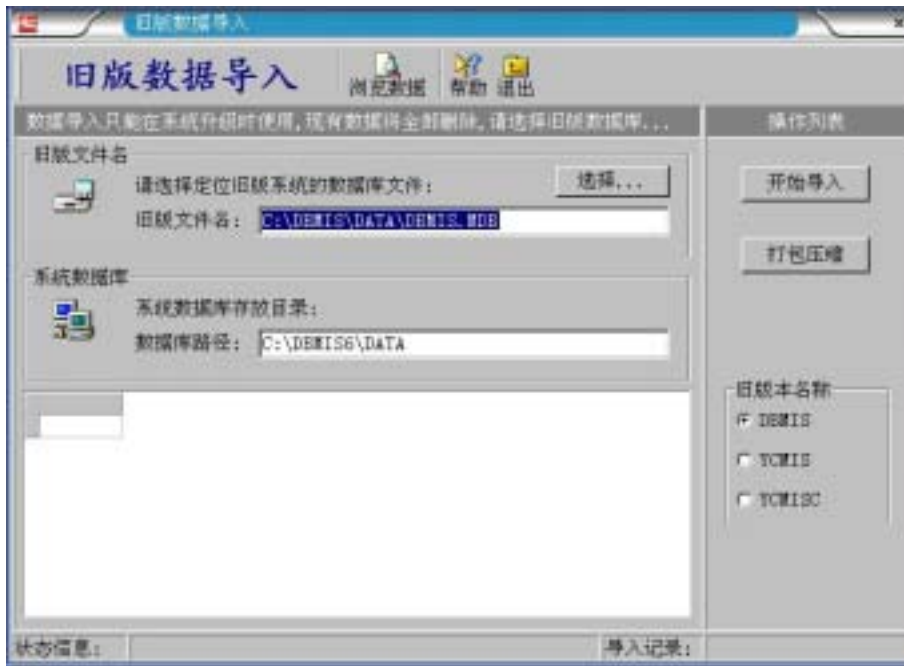 旧版数据导入
旧版数据导入 浏览数据 帮助 退出
数据导入只能在系统升级时使用,现有数据将全部删除,请选择旧版数据库... 操作列表
旧版文件名
请选择定位旧版系统的数据库文件: 选择...
旧版文件名: C:\DBMIS\DATA\DBMIS.MDB
开始导入
打包压缩
系统数据库
系统数据库存放目录:
数据库路径: C:\DBMIS6\DATA
旧版本名称
DBMIS
YCMIS
YCMISC
状态信息: 导入记录: